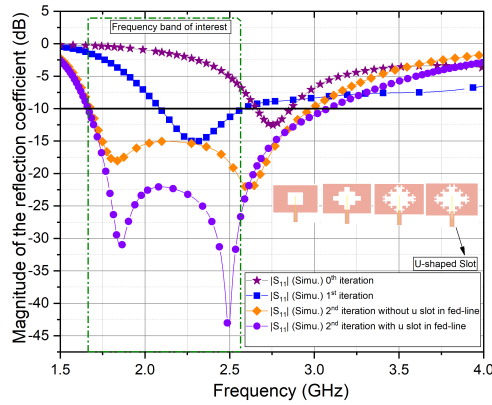 Magnitude of the reflection coefficient (dB)
5
0
-5
-10
-15
-20
-25
-30
-35
-40
-45
Frequency band of interest
U-shaped Slot
|S₁₁| (Simu.) 0ᵗʰ iteration
|S₁₁| (Simu.) 1ˢᵗ iteration
|S₁₁| (Simu.) 2ⁿᵈ iteration without u slot in fed-line
|S₁₁| (Simu.) 2ⁿᵈ iteration with u slot in fed-line
1.5 2.0 2.5 3.0 3.5 4.0
Frequency (GHz)